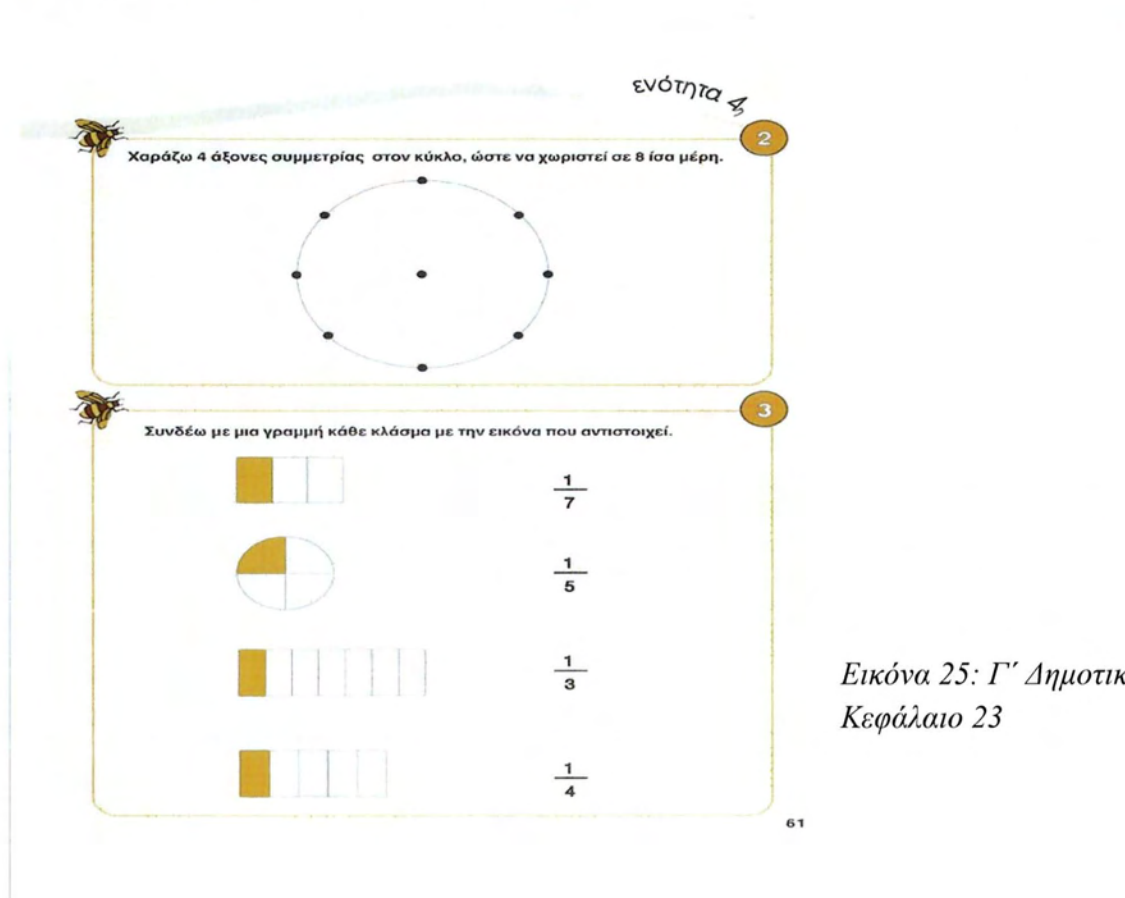 ενότητα 4
2
Χαράζω 4 άξονες συμμετρίας στον κύκλο, ώστε να χωριστεί σε 8 ίσα μέρη.
3
Συνδέω με μια γραμμή κάθε κλάσμα με την εικόνα που αντιστοιχεί.
1
7
1
5
1
3
1
4
61
Εικόνα 25: Γ΄ Δημοτικ
Κεφάλαιο 23